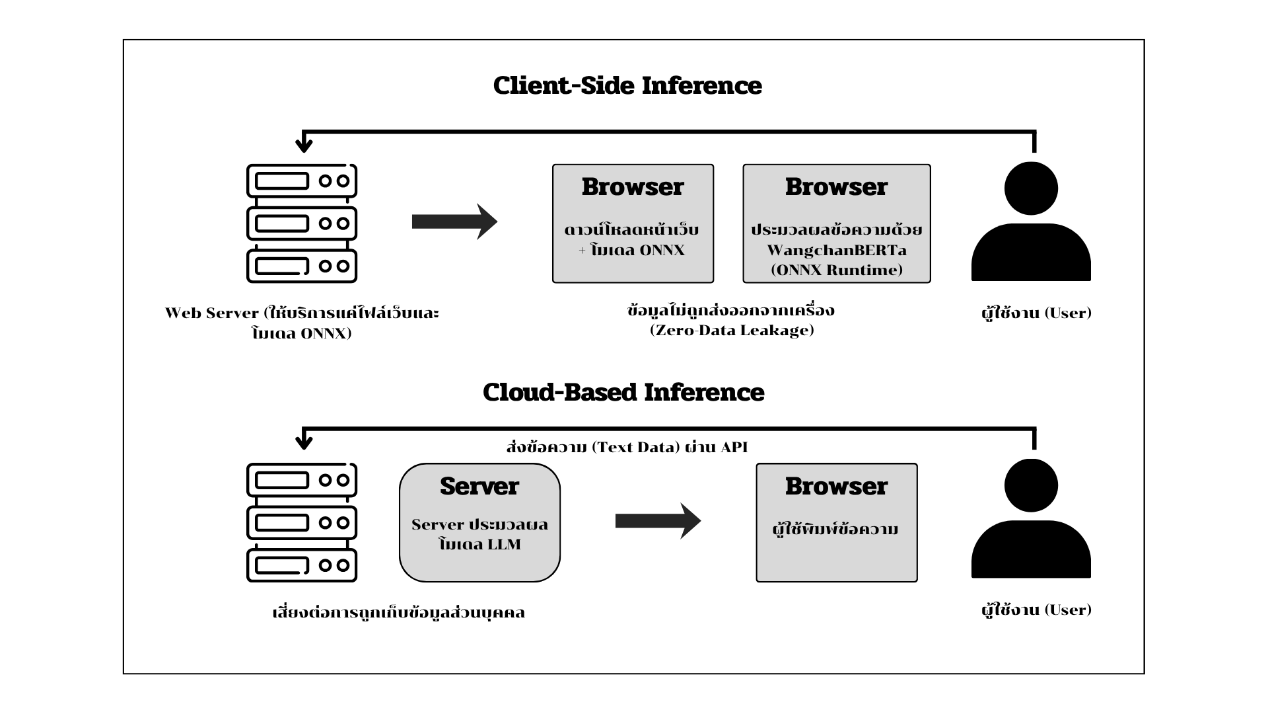 Client-Side Inference
Browser
ดาวน์โหลดหน้าเว็บ
+ โมเดล ONNX
Browser
ประมวลผลข้อความด้วย
WangchanBERTa
(ONNX Runtime)
Web Server (ให้บริการแค่ไฟล์เว็บและ
โมเดล ONNX)
ข้อมูลไม่ถูกส่งออกจากเครื่อง
(Zero-Data Leakage)
ผู้ใช้งาน (User)
Cloud-Based Inference
ส่งข้อความ (Text Data) ผ่าน API
Server
Server ประมวลผล
โมเดล LLM
Browser
ผู้ใช้พิมพ์ข้อความ
เสี่ยงต่อการถูกเก็บข้อมูลส่วนบุคคล
ผู้ใช้งาน (User)